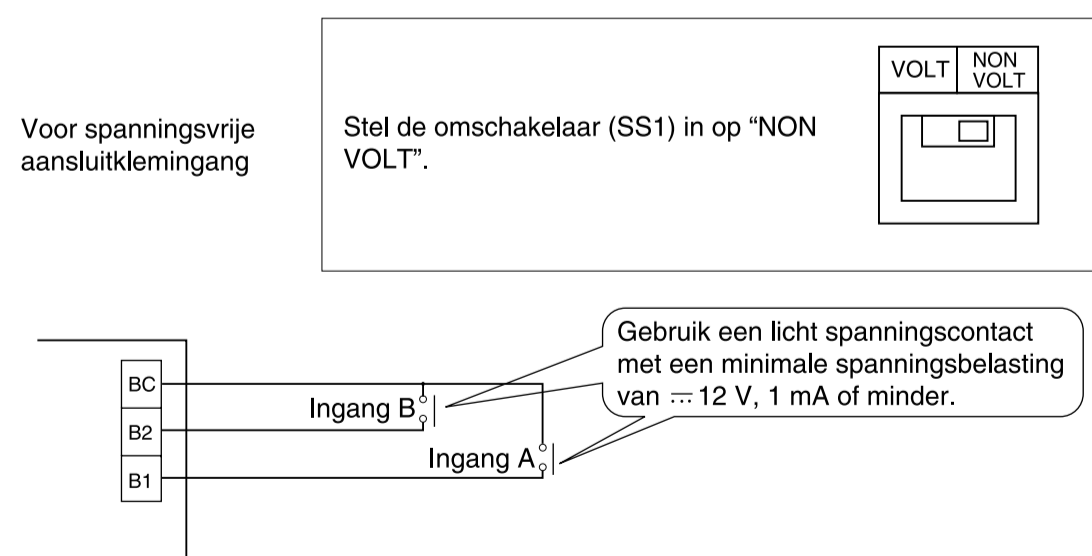 Voor spanningsvrije
aansluitklemingang
Stel de omschakelaar (SS1) in op “NON
VOLT”.
VOLT
NON
VOLT
Gebruik een licht spanningscontact
met een minimale spanningsbelasting
van ⎓ 12 V, 1 mA of minder.
BC
Ingang B
B2
Ingang A
B1